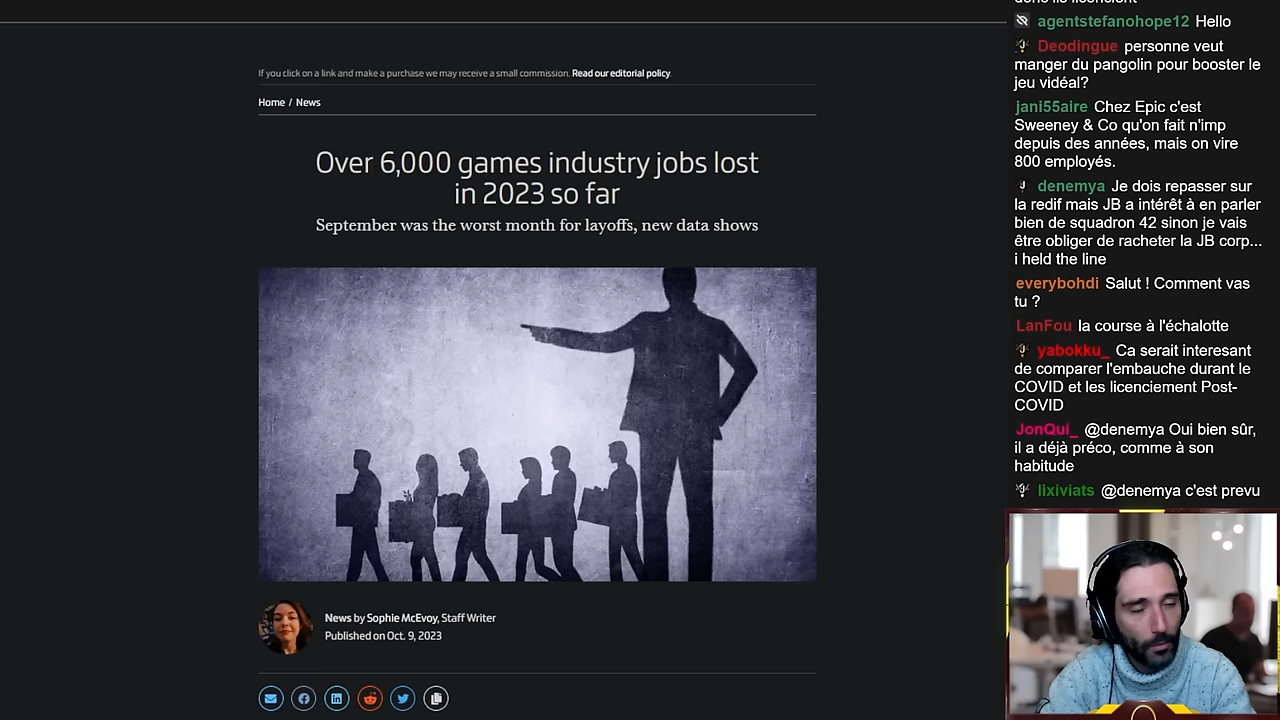 If you click on a link and make a purchase we may receive a small commission. Read our editorial policy.
Home / News
Over 6,000 games industry jobs lost
in 2023 so far
September was the worst month for layoffs, new data shows
News by Sophie McEvoy, Staff Writer
Published on Oct. 9, 2023
agentstefanohope12 Hello
Deodingue personne veut
manger du pangolin pour booster le
jeu vidéal?
jani55aire Chez Epic c'est
Sweeney & Co qu'on fait n'imp
depuis des années, mais on vire
800 employés.
denemya Je dois repasser sur
la redif mais JB a intérêt à en parler
bien de squadron 42 sinon je vais
être obliger de racheter la JB corp...
i held the line
everybohdi Salut ! Comment vas
tu ?
LanFou la course à l'échalotte
yabokku_ Ca serait interesant
de comparer l'embauche durant le
COVID et les licenciement Post-
COVID
JonQui_ @denemya Oui bien sûr,
il a déjà préco, comme à son
habitude
lixiviats @denemya c'est prevu